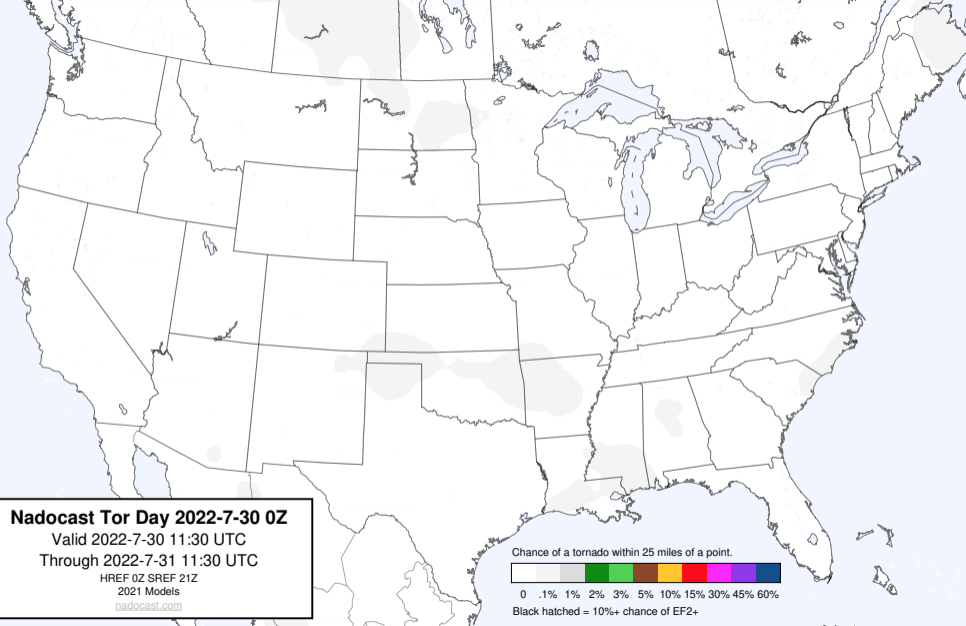 Nadocast Tor Day 2022-7-30 0Z
Valid 2022-7-30 11:30 UTC
Through 2022-7-31 11:30 UTC
HREF 0Z SREF 21Z
2021 Models
nadocast.com
Chance of a tornado within 25 miles of a point.
0 .1% 1% 2% 3% 5% 10% 15% 30% 45% 60%
Black hatched = 10%+ chance of EF2+